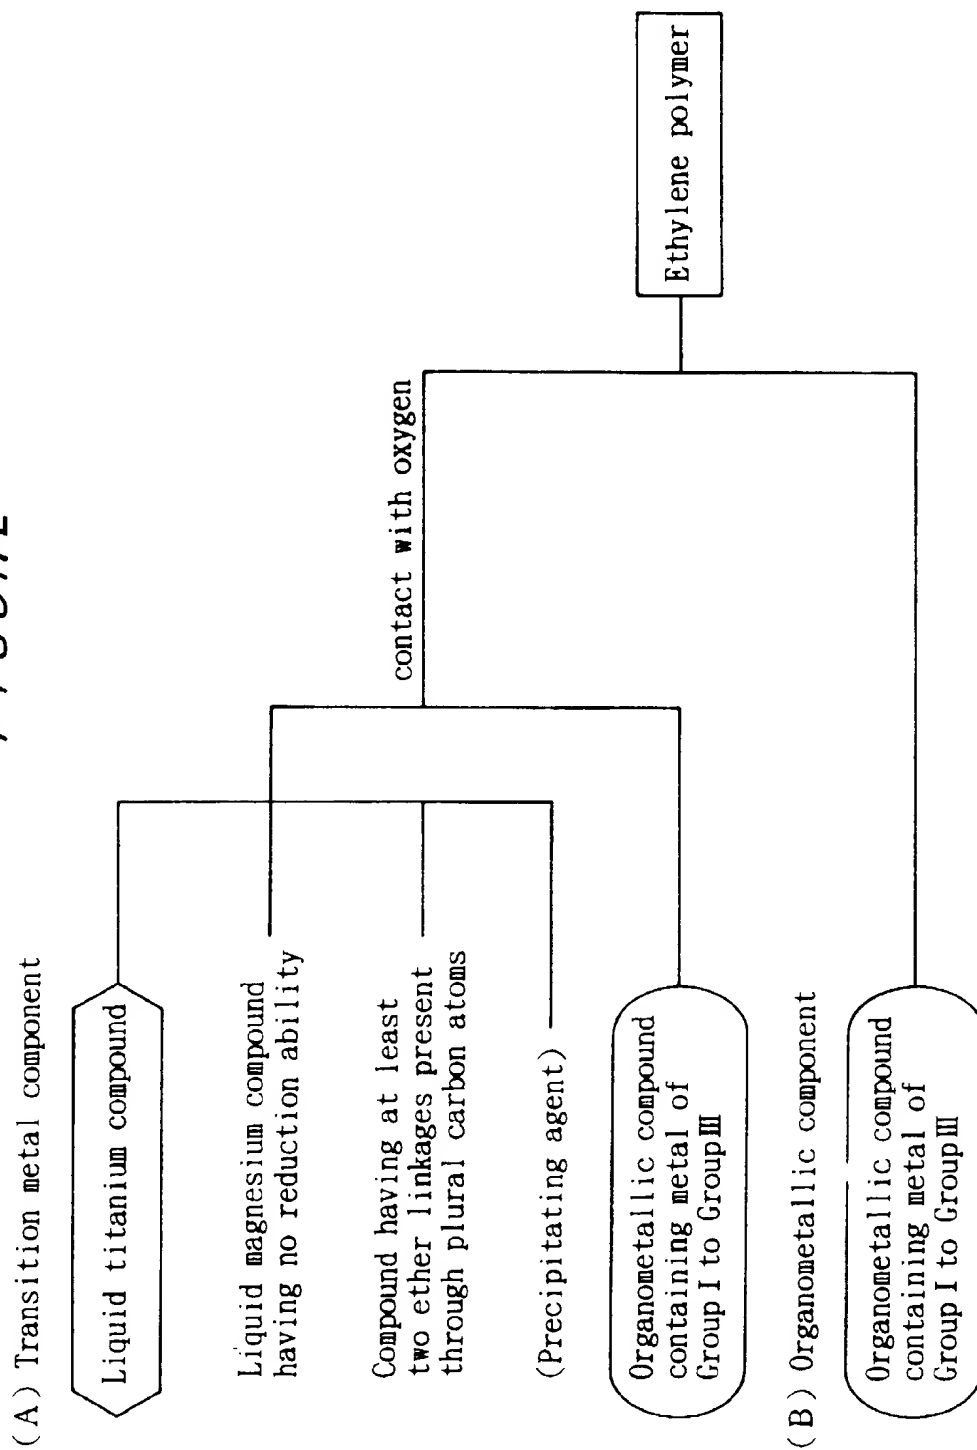 (A) Transition metal component
Liquid titanium compound
Liquid magnesium compound
having no reduction ability
Compound having at least
two ether linkages present
through plural carbon atoms
(Precipitating agent)
Organometallic compound
containing metal of
Group I to Group III
contact with oxygen
(B) Organometallic component
Organometallic compound
containing metal of
Group I to Group III
Ethylene polymer